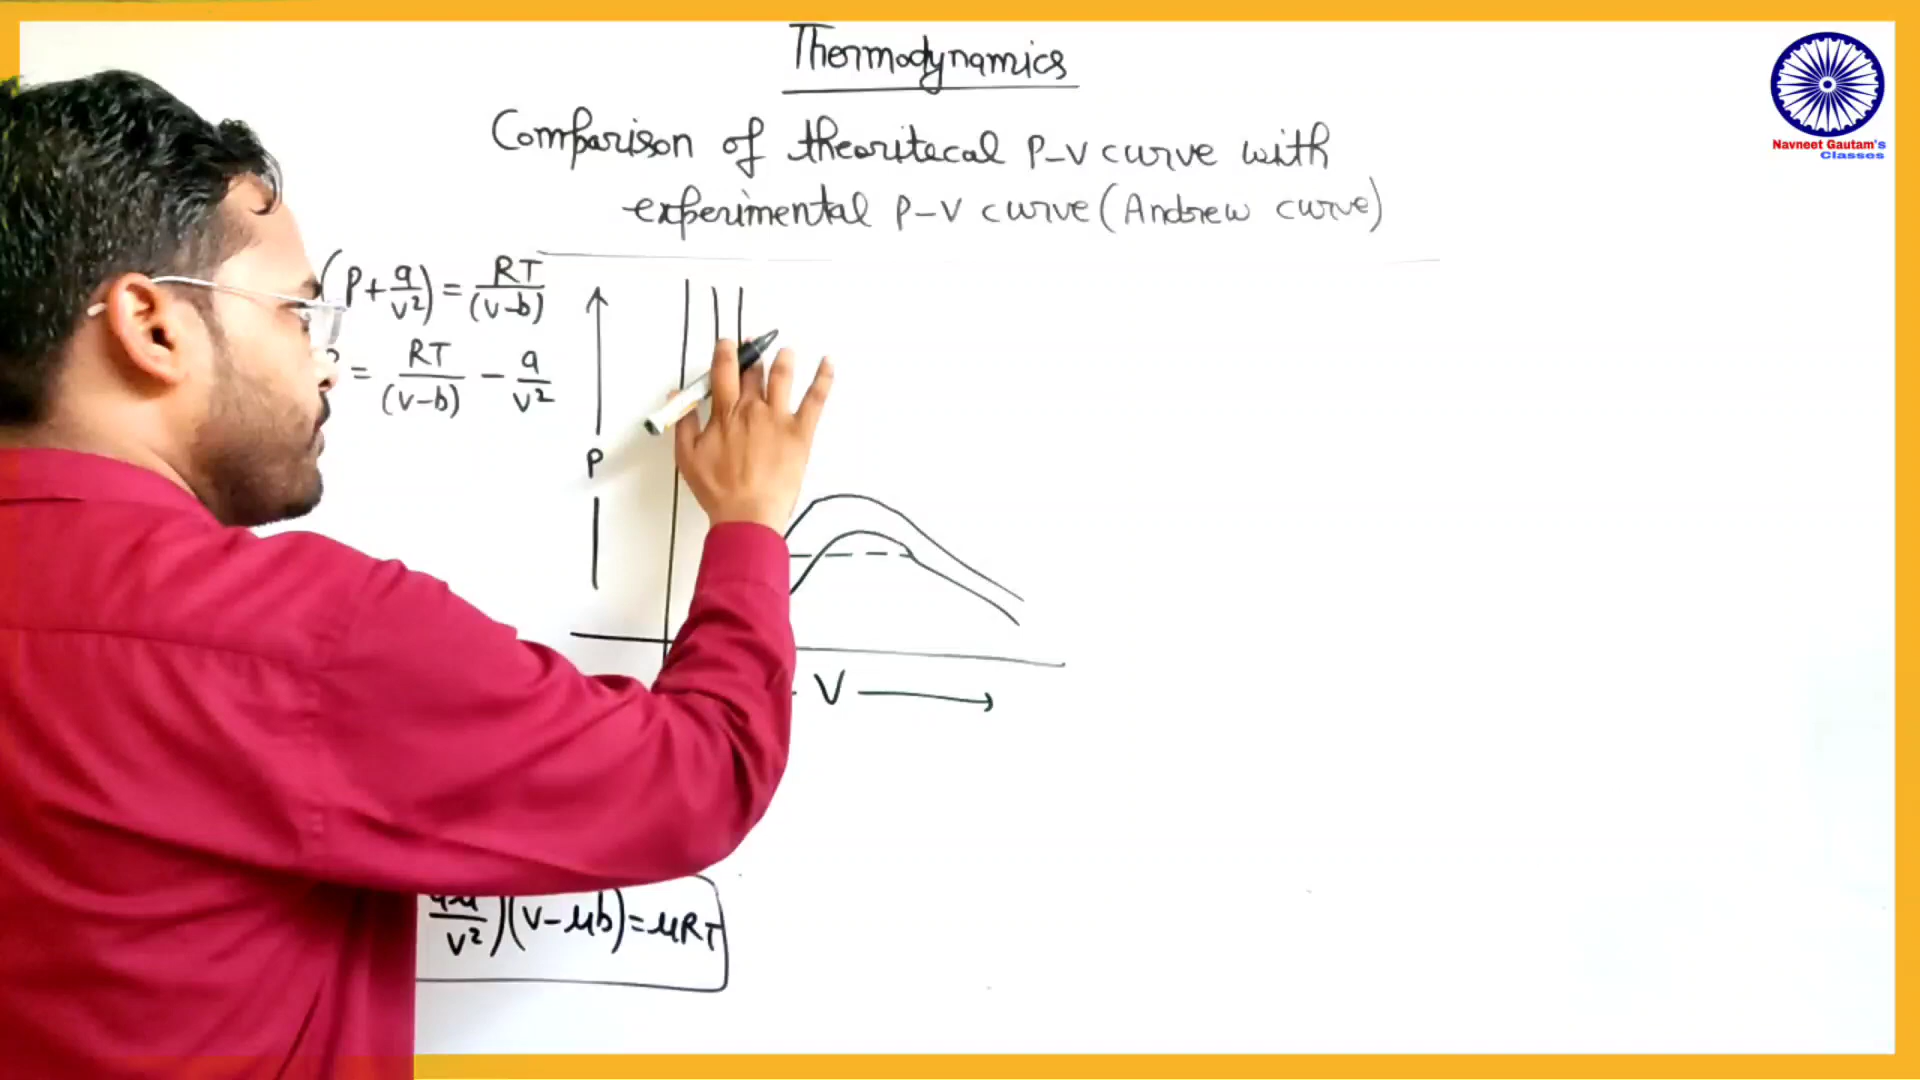 Thermodynamics
Comparison of theoritecal P-V curve with
experimental P-V curve (Andrew curve)
(P+a/v²) = RT/(v-b)
= RT/(v-b) - a/v²
P
V
/v²)(v-μb)=μRT
Navneet Gautam's
Classes